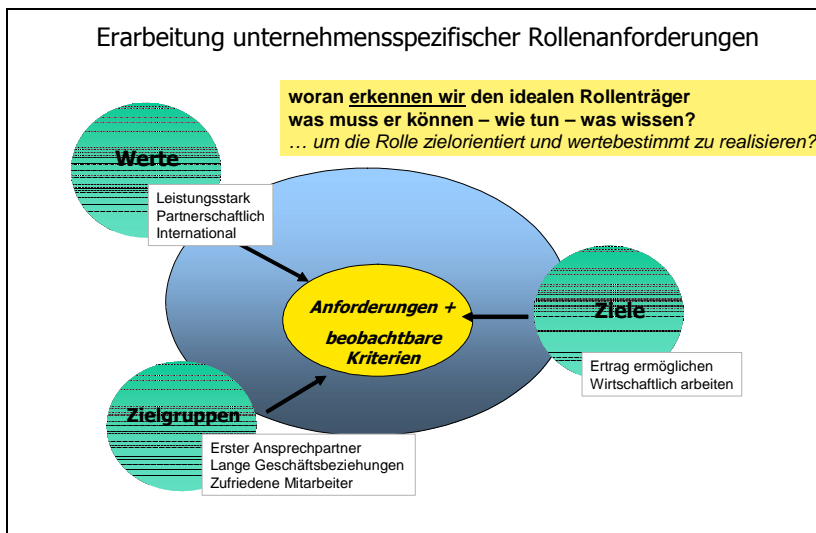 Erarbeitung unternehmensspezifischer Rollenanforderungen
woran erkennen wir den idealen Rollenträger
was muss er können – wie tun – was wissen?
… um die Rolle zielorientiert und wertebestimmt zu realisieren?
Werte
Leistungsstark
Partnerschaftlich
International
Anforderungen +
beobachtbare
Kriterien
Ziele
Ertrag ermöglichen
Wirtschaftlich arbeiten
Zielgruppen
Erster Ansprechpartner
Lange Geschäftsbeziehungen
Zufriedene Mitarbeiter